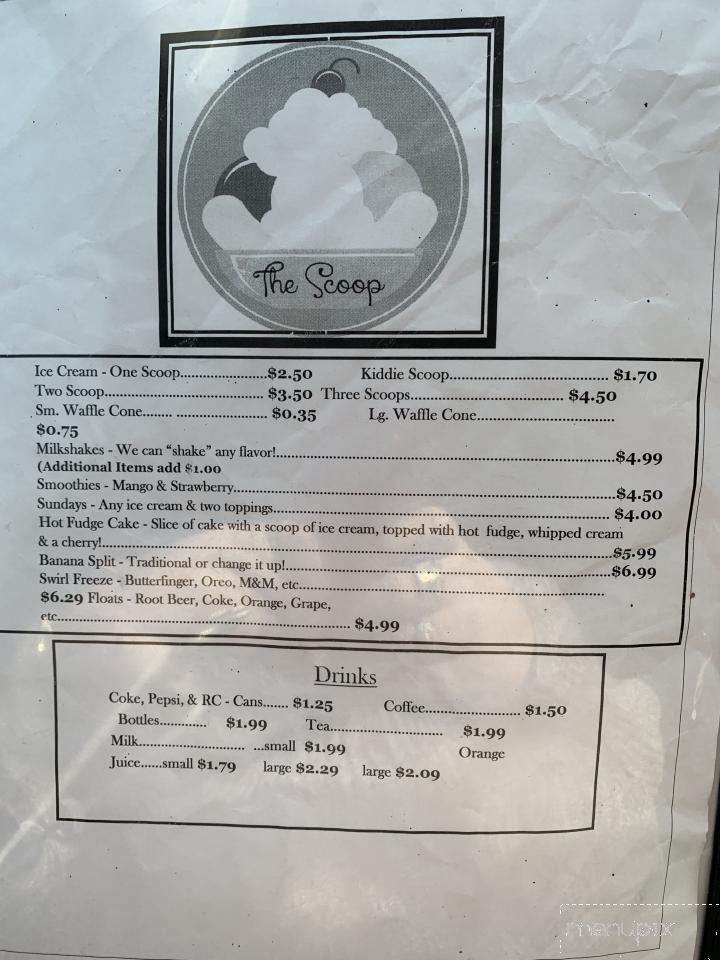 The Scoop
Ice Cream - One Scoop......................$2.50 Kiddie Scoop........................................ $1.70
Two Scoop........................................ $3.50 Three Scoops....................................... $4.50
Sm. Waffle Cone........ ....................... $0.35 Lg. Waffle Cone...................................
$0.75
Milkshakes - We can “shake” any flavor!.......................................................................................$4.99
(Additional Items add $1.00
Smoothies - Mango & Strawberry.................................................................................................$4.50
Sundays - Any ice cream & two toppings...................................................................................... $4.00
Hot Fudge Cake - Slice of cake with a scoop of ice cream, topped with hot fudge, whipped cream
& a cherry!.................................................................................................................................$5.99
Banana Split - Traditional or change it up!.....................................................................................$6.99
Swirl Freeze - Butterfinger, Oreo, M&M, etc.............................................................................
$6.29 Floats - Root Beer, Coke, Orange, Grape,
etc........................................................................... $4.99
Drinks
Coke, Pepsi, & RC - Cans....... $1.25 Coffee........................ $1.50
Bottles............ $1.99 Tea............................. $1.99
Milk........................... ...small $1.99 Orange
Juice......small $1.79 large $2.29 large $2.09
menupix